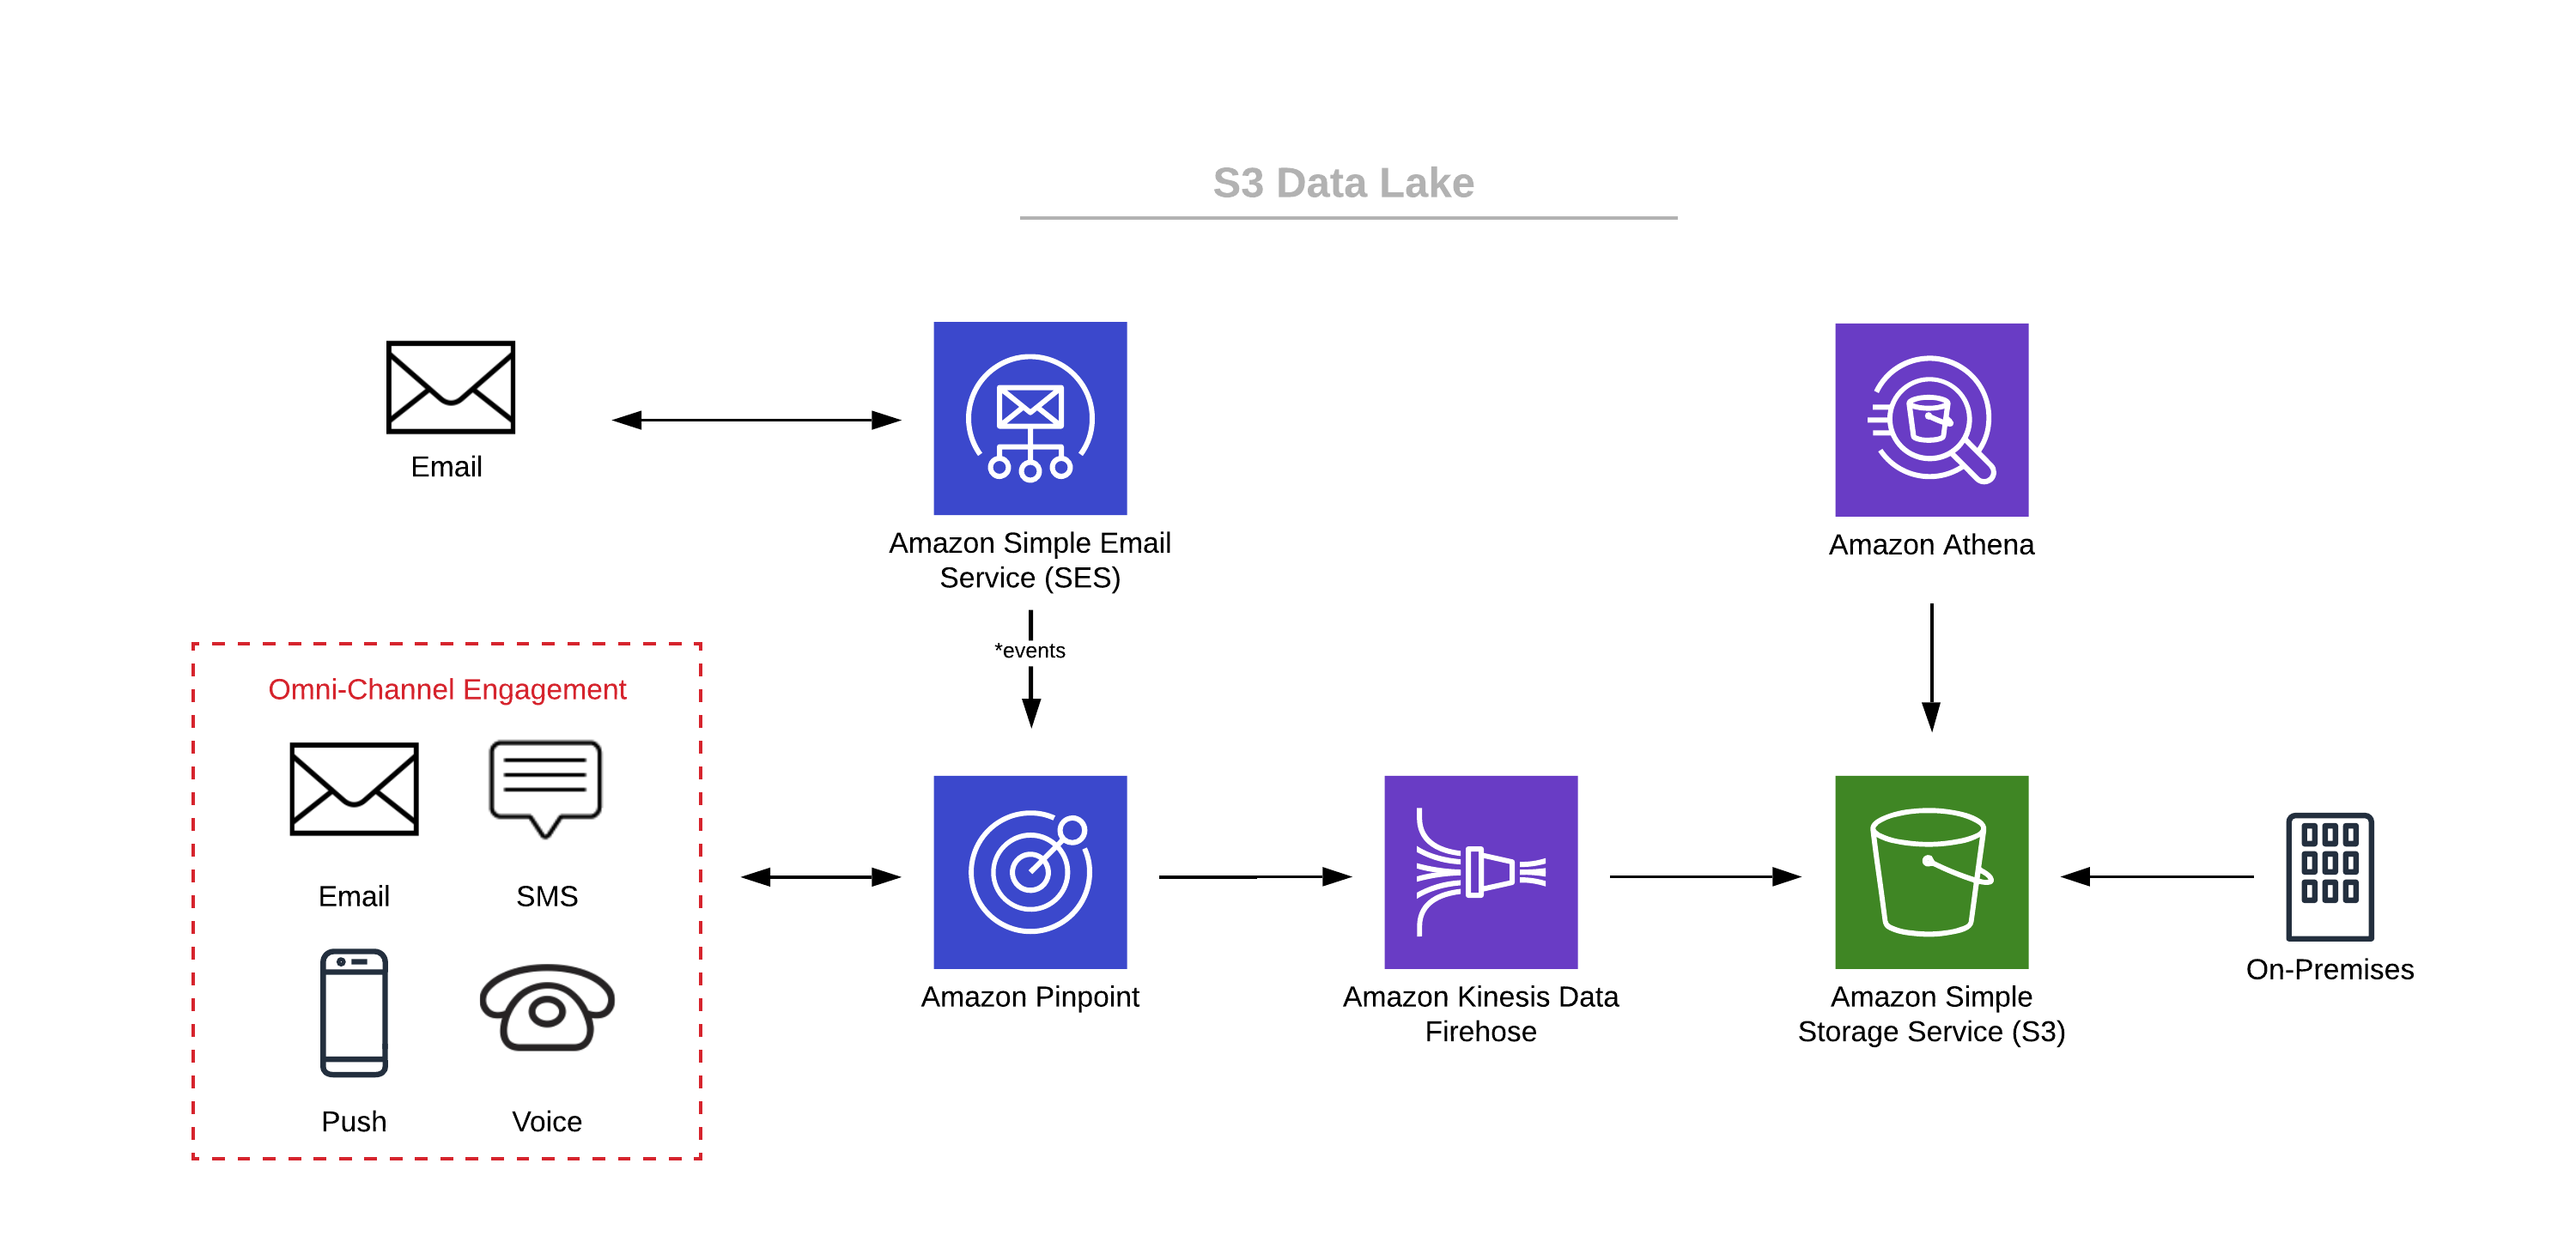 S3 Data Lake
Email
Amazon Simple Email
Service (SES)
Amazon Athena
*events
Omni-Channel Engagement
Email
SMS
Push
Voice
Amazon Pinpoint
Amazon Kinesis Data
Firehose
Amazon Simple
Storage Service (S3)
On-Premises